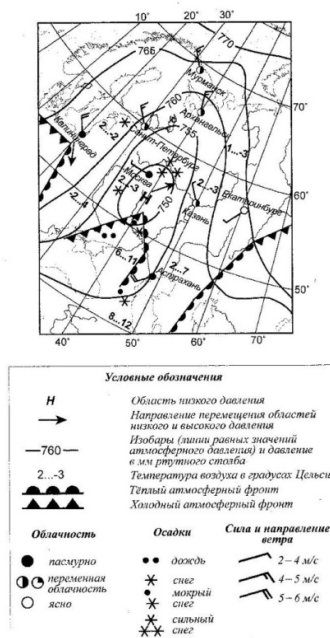 10° 20° 30°
765
770
Мурманск
70°
760
Архангельск
755
1...-3
Калининград
2...-2
Санкт-Петербург
Москва
2...-3
Н
750
2...-3
Казань
Екатеринбург
60°
-2...-4
6...11
2...7
Астрахань
50°
8...12
40° 50° 60° 70°
Условные обозначения
Н Область низкого давления
Направление перемещения областей
низкого и высокого давления
—760— Изобары (линии равных значений
атмосферного давления) и давление
в мм ртутного столба
2...-3 Температура воздуха в градусах Цельси
Тёплый атмосферный фронт
Холодный атмосферный фронт
Облачность Осадки Сила и направление
ветра
пасмурно дождь 2–4 м/с
переменная снег 4–5 м/с
облачность мокрый 5–6 м/с
ясно снег
сильный
снег